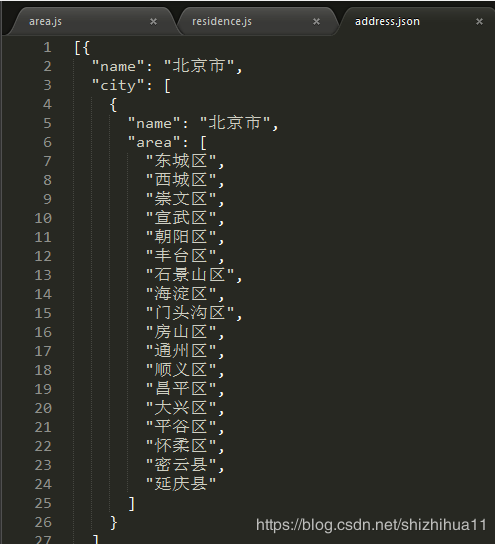 area.js × residence.js × address.json ×
1 [{
2 "name": "北京市",
3 "city": [
4 {
5 "name": "北京市",
6 "area": [
7 "东城区",
8 "西城区",
9 "崇文区",
10 "宣武区",
11 "朝阳区",
12 "丰台区",
13 "石景山区",
14 "海淀区",
15 "门头沟区",
16 "房山区",
17 "通州区",
18 "顺义区",
19 "昌平区",
20 "大兴区",
21 "平谷区",
22 "怀柔区",
23 "密云县",
24 "延庆县"
25 ]
26 }
27 ]
https://blog.csdn.net/shizhihua11